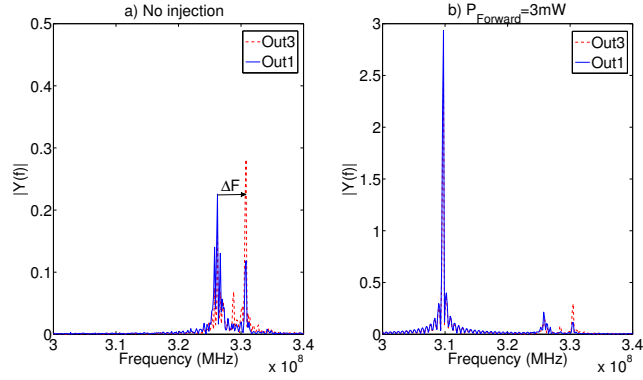 a) No injection
b) P_Forward=3mW
0.5
0.4
0.3
0.2
0.1
0
|Y(f)|
Out3
Out1
ΔF
3
3.1
3.2
3.3
3.4
Frequency (MHz)
x 10^8
3
2.5
2
1.5
1
0.5
0
|Y(f)|
Out3
Out1
3
3.1
3.2
3.3
3.4
Frequency (MHz)
x 10^8